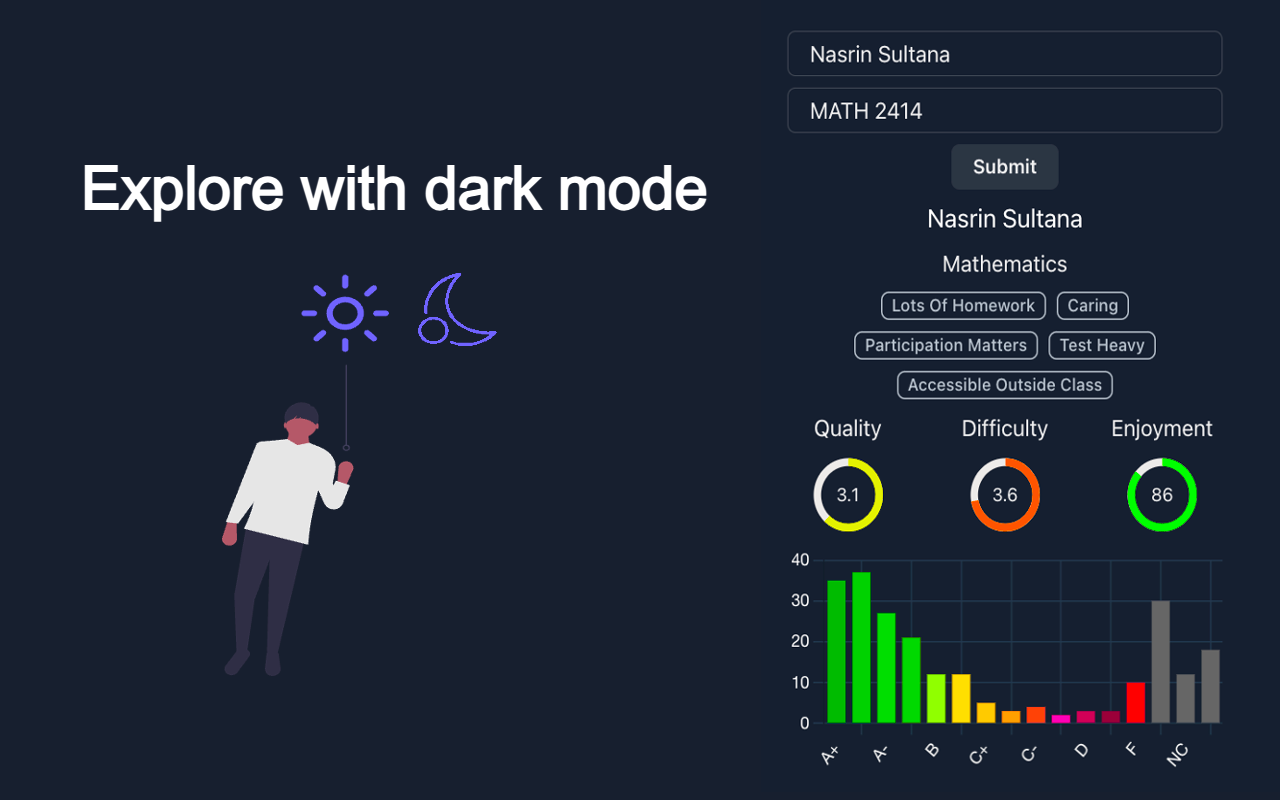 Explore with dark mode
Nasrin Sultana
MATH 2414
Submit
Nasrin Sultana
Mathematics
Lots Of Homework Caring
Participation Matters Test Heavy
Accessible Outside Class
Quality Difficulty Enjoyment
3.1 3.6 86
40
30
20
10
0
A+ A- B C+ C- D F NC